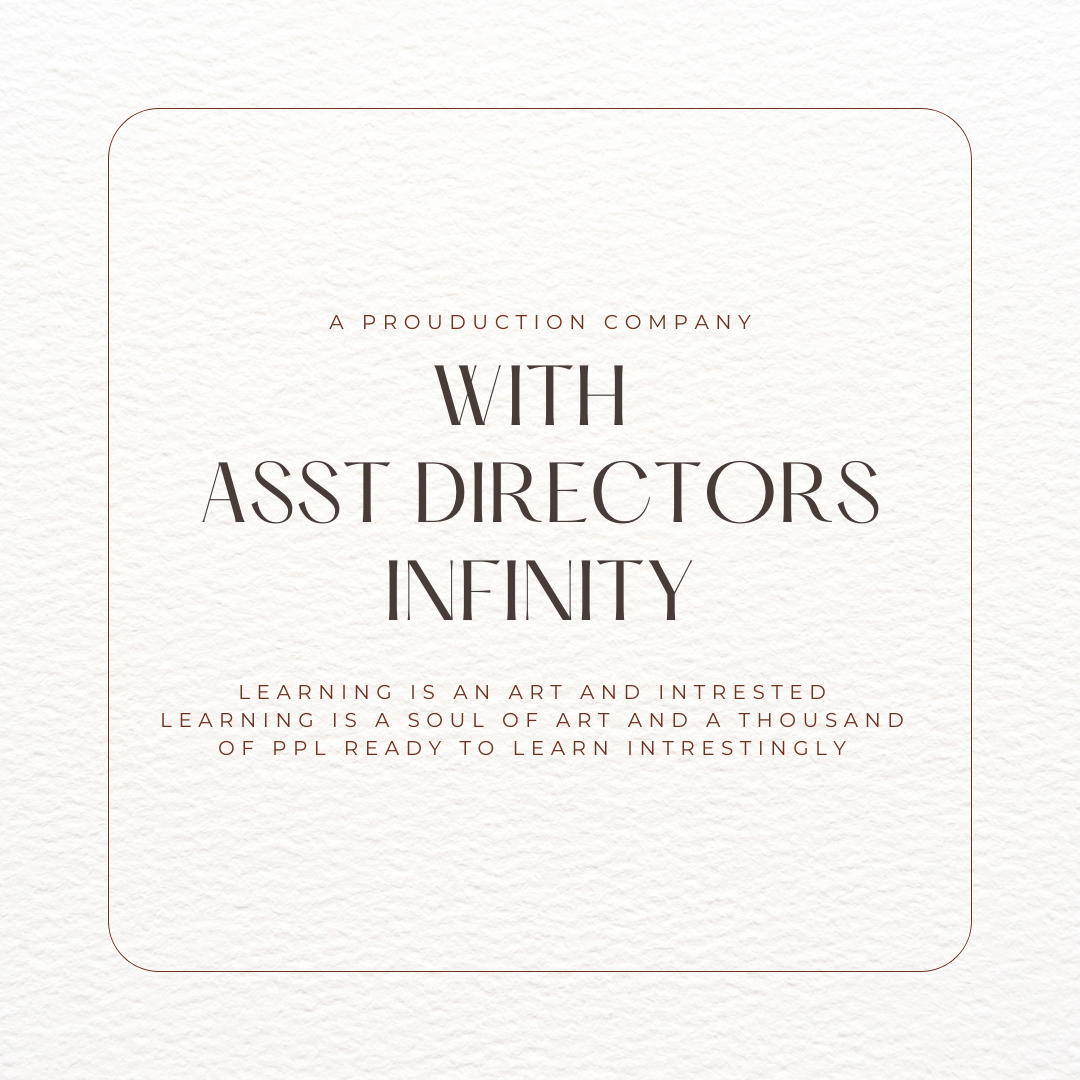 A PROUDUCTION COMPANY
WITH
ASST DIRECTORS
INFINITY
LEARNING IS AN ART AND INTRESTED
LEARNING IS A SOUL OF ART AND A THOUSAND
OF PPL READY TO LEARN INTRESTINGLY